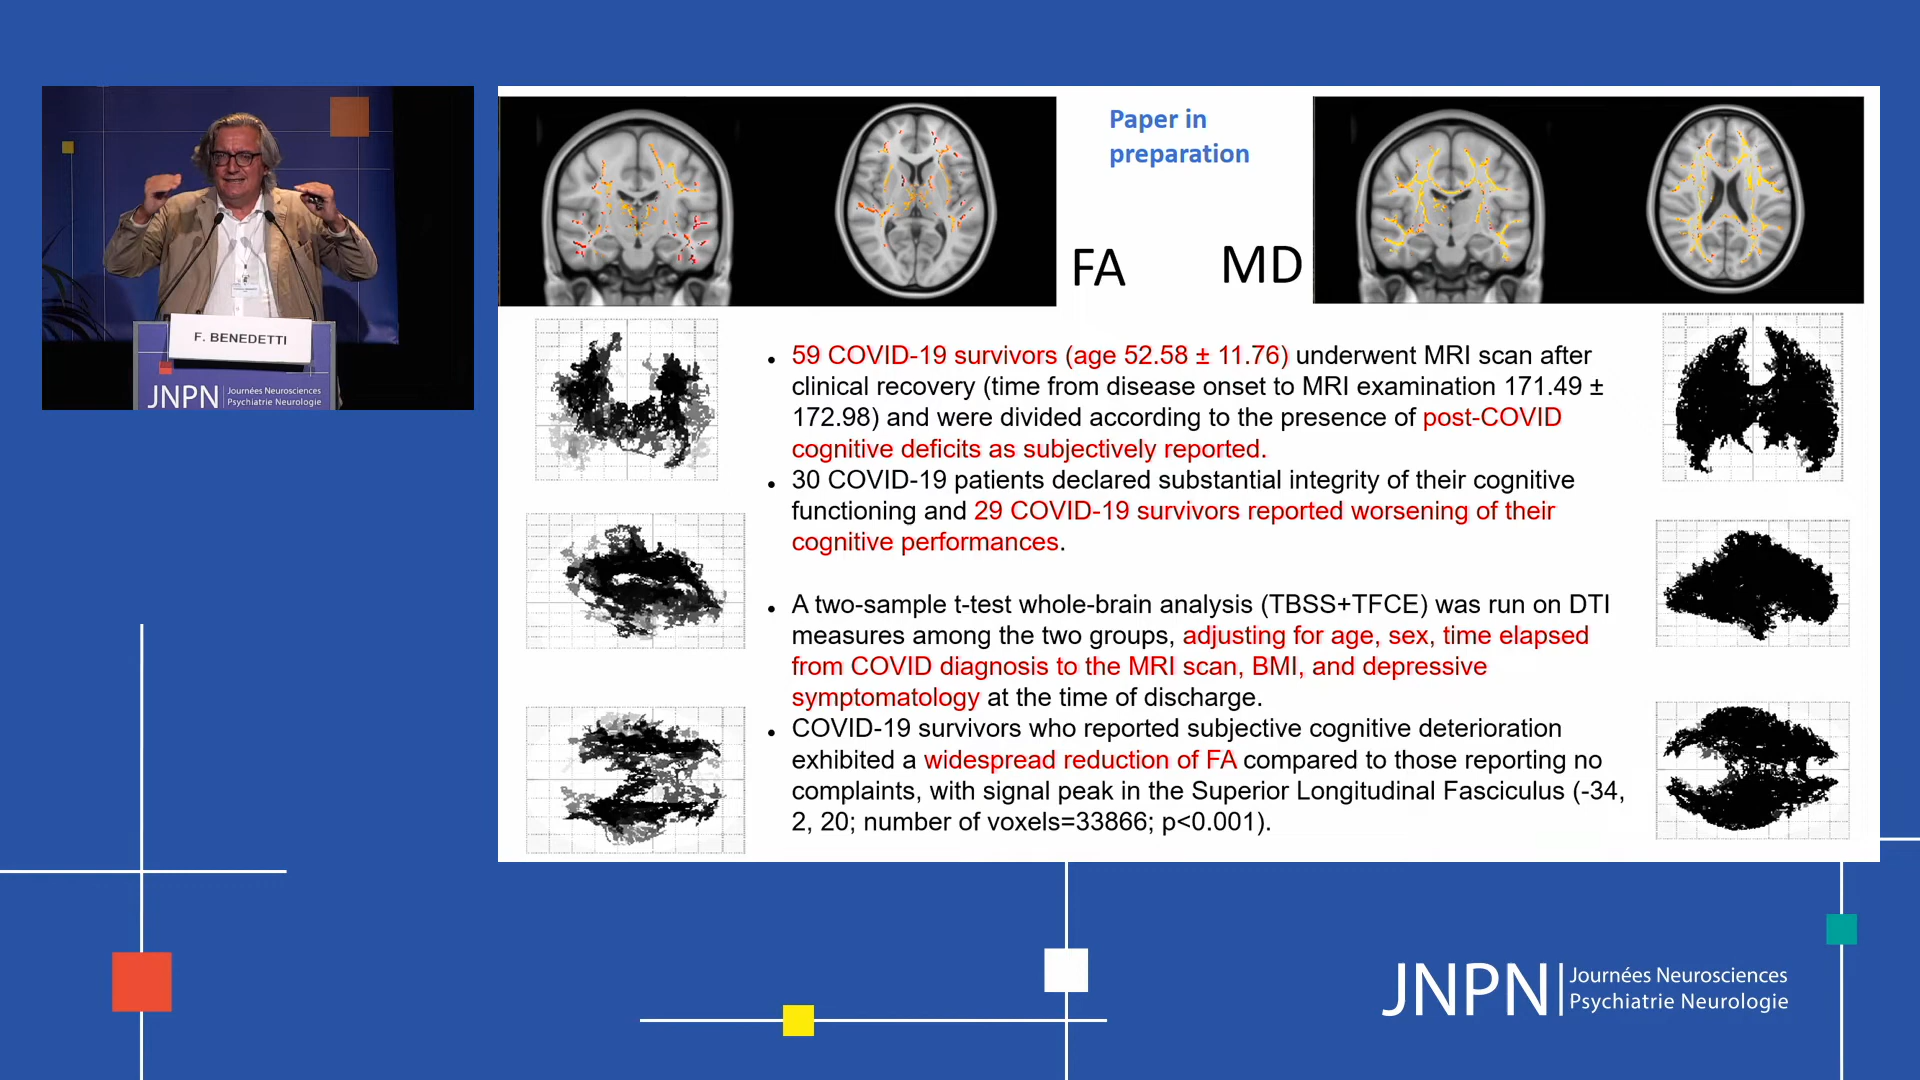 F. BENEDETTI
JNPN
Journées Neurosciences
Psychiatrie Neurologie
Paper in
preparation
FA
MD
• 59 COVID-19 survivors (age 52.58 ± 11.76) underwent MRI scan after
clinical recovery (time from disease onset to MRI examination 171.49 ±
172.98) and were divided according to the presence of post-COVID
cognitive deficits as subjectively reported.
• 30 COVID-19 patients declared substantial integrity of their cognitive
functioning and 29 COVID-19 survivors reported worsening of their
cognitive performances.
• A two-sample t-test whole-brain analysis (TBSS+TFCE) was run on DTI
measures among the two groups, adjusting for age, sex, time elapsed
from COVID diagnosis to the MRI scan, BMI, and depressive
symptomatology at the time of discharge.
• COVID-19 survivors who reported subjective cognitive deterioration
exhibited a widespread reduction of FA compared to those reporting no
complaints, with signal peak in the Superior Longitudinal Fasciculus (-34,
2, 20; number of voxels=33866; p<0.001).
JNPN
Journées Neurosciences
Psychiatrie Neurologie